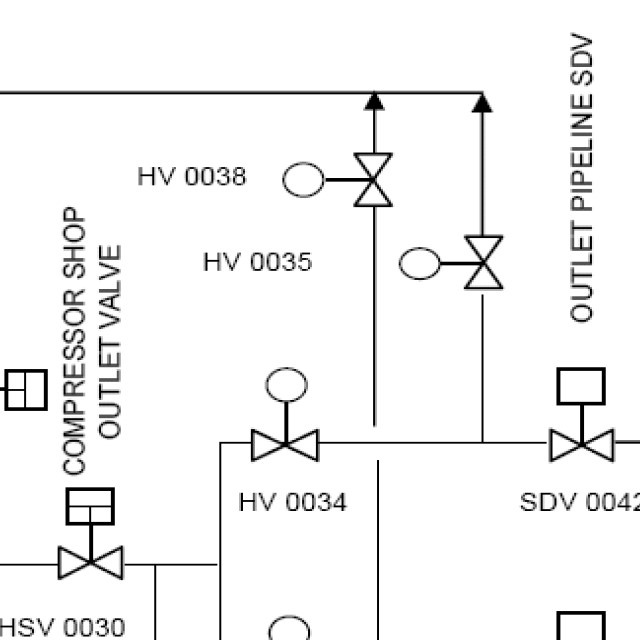 OUTLET PIPELINE SDV
HV 0038
COMPRESSOR SHOP
OUTLET VALVE
HV 0035
HV 0034
SDV 0042
HSV 0030